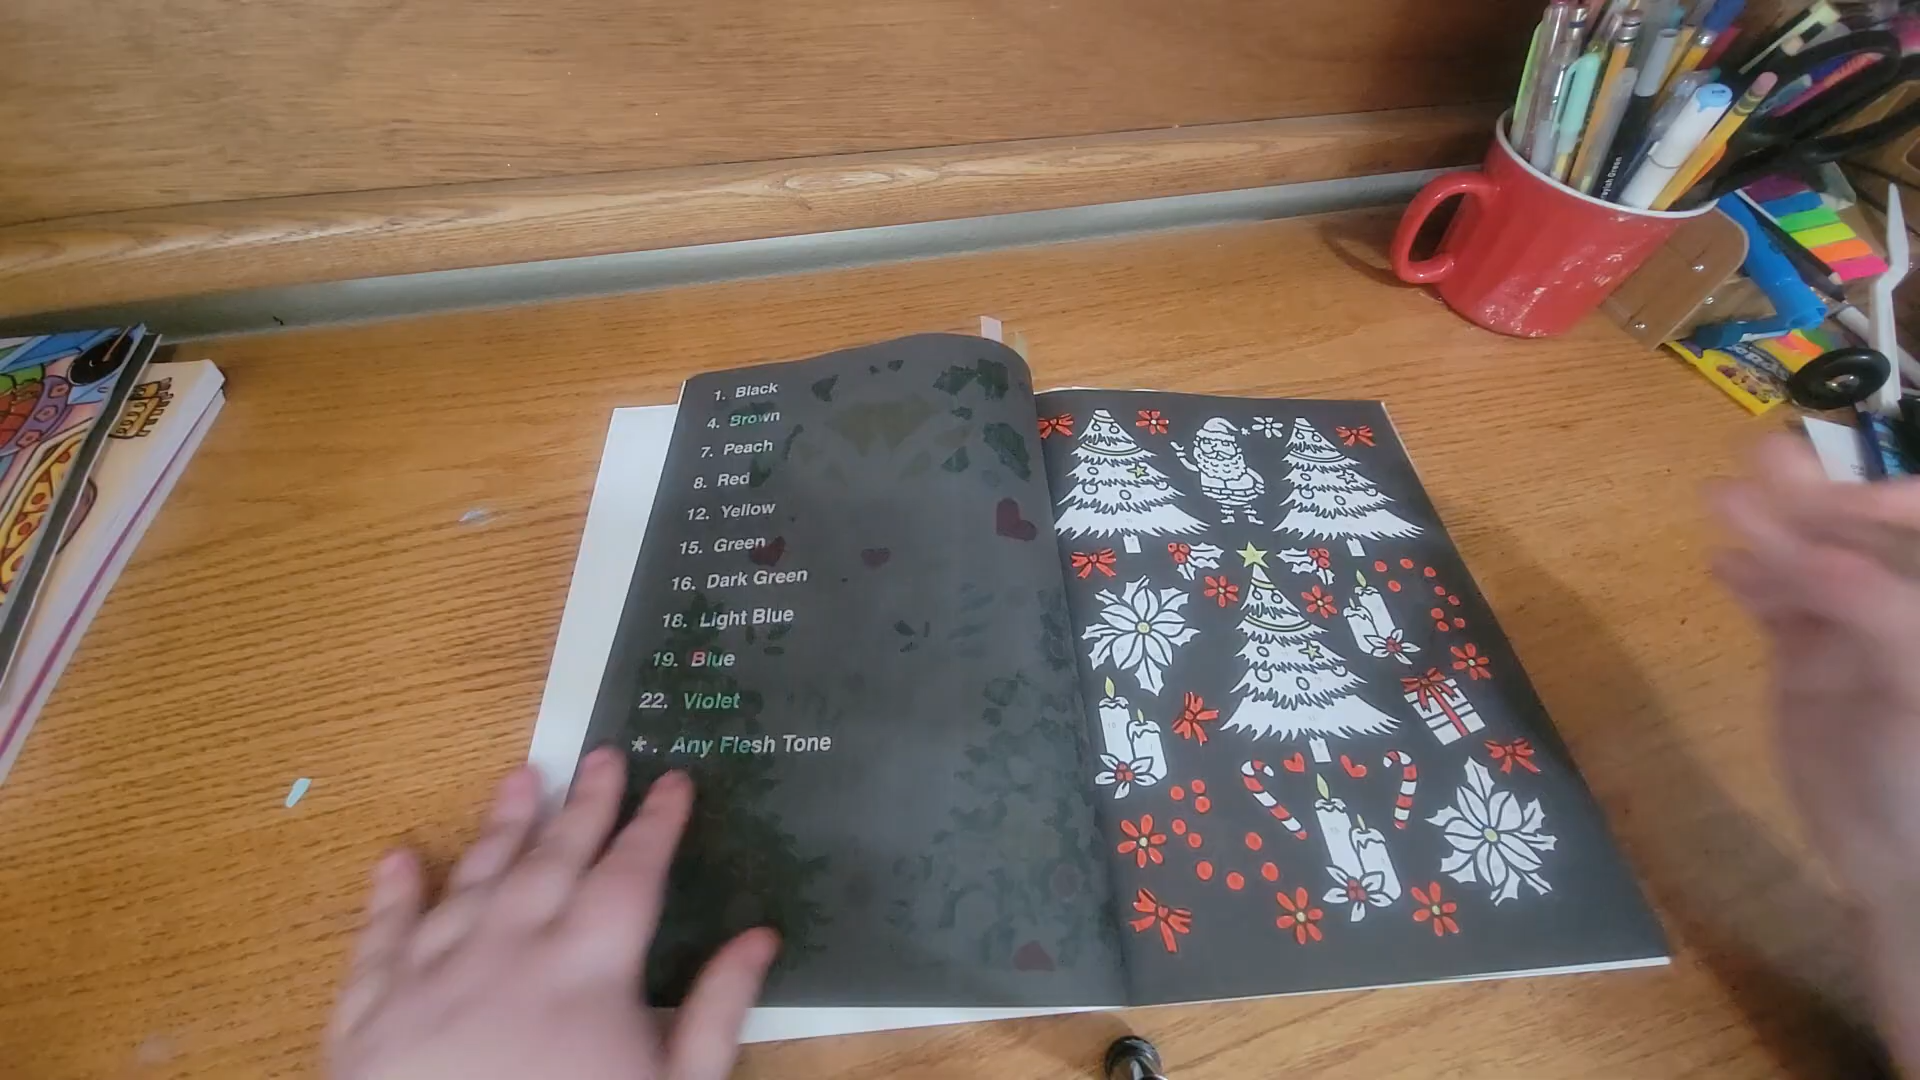 1. Black
4. Brown
7. Peach
8. Red
12. Yellow
15. Green
16. Dark Green
18. Light Blue
19. Blue
22. Violet
*. Any Flesh Tone